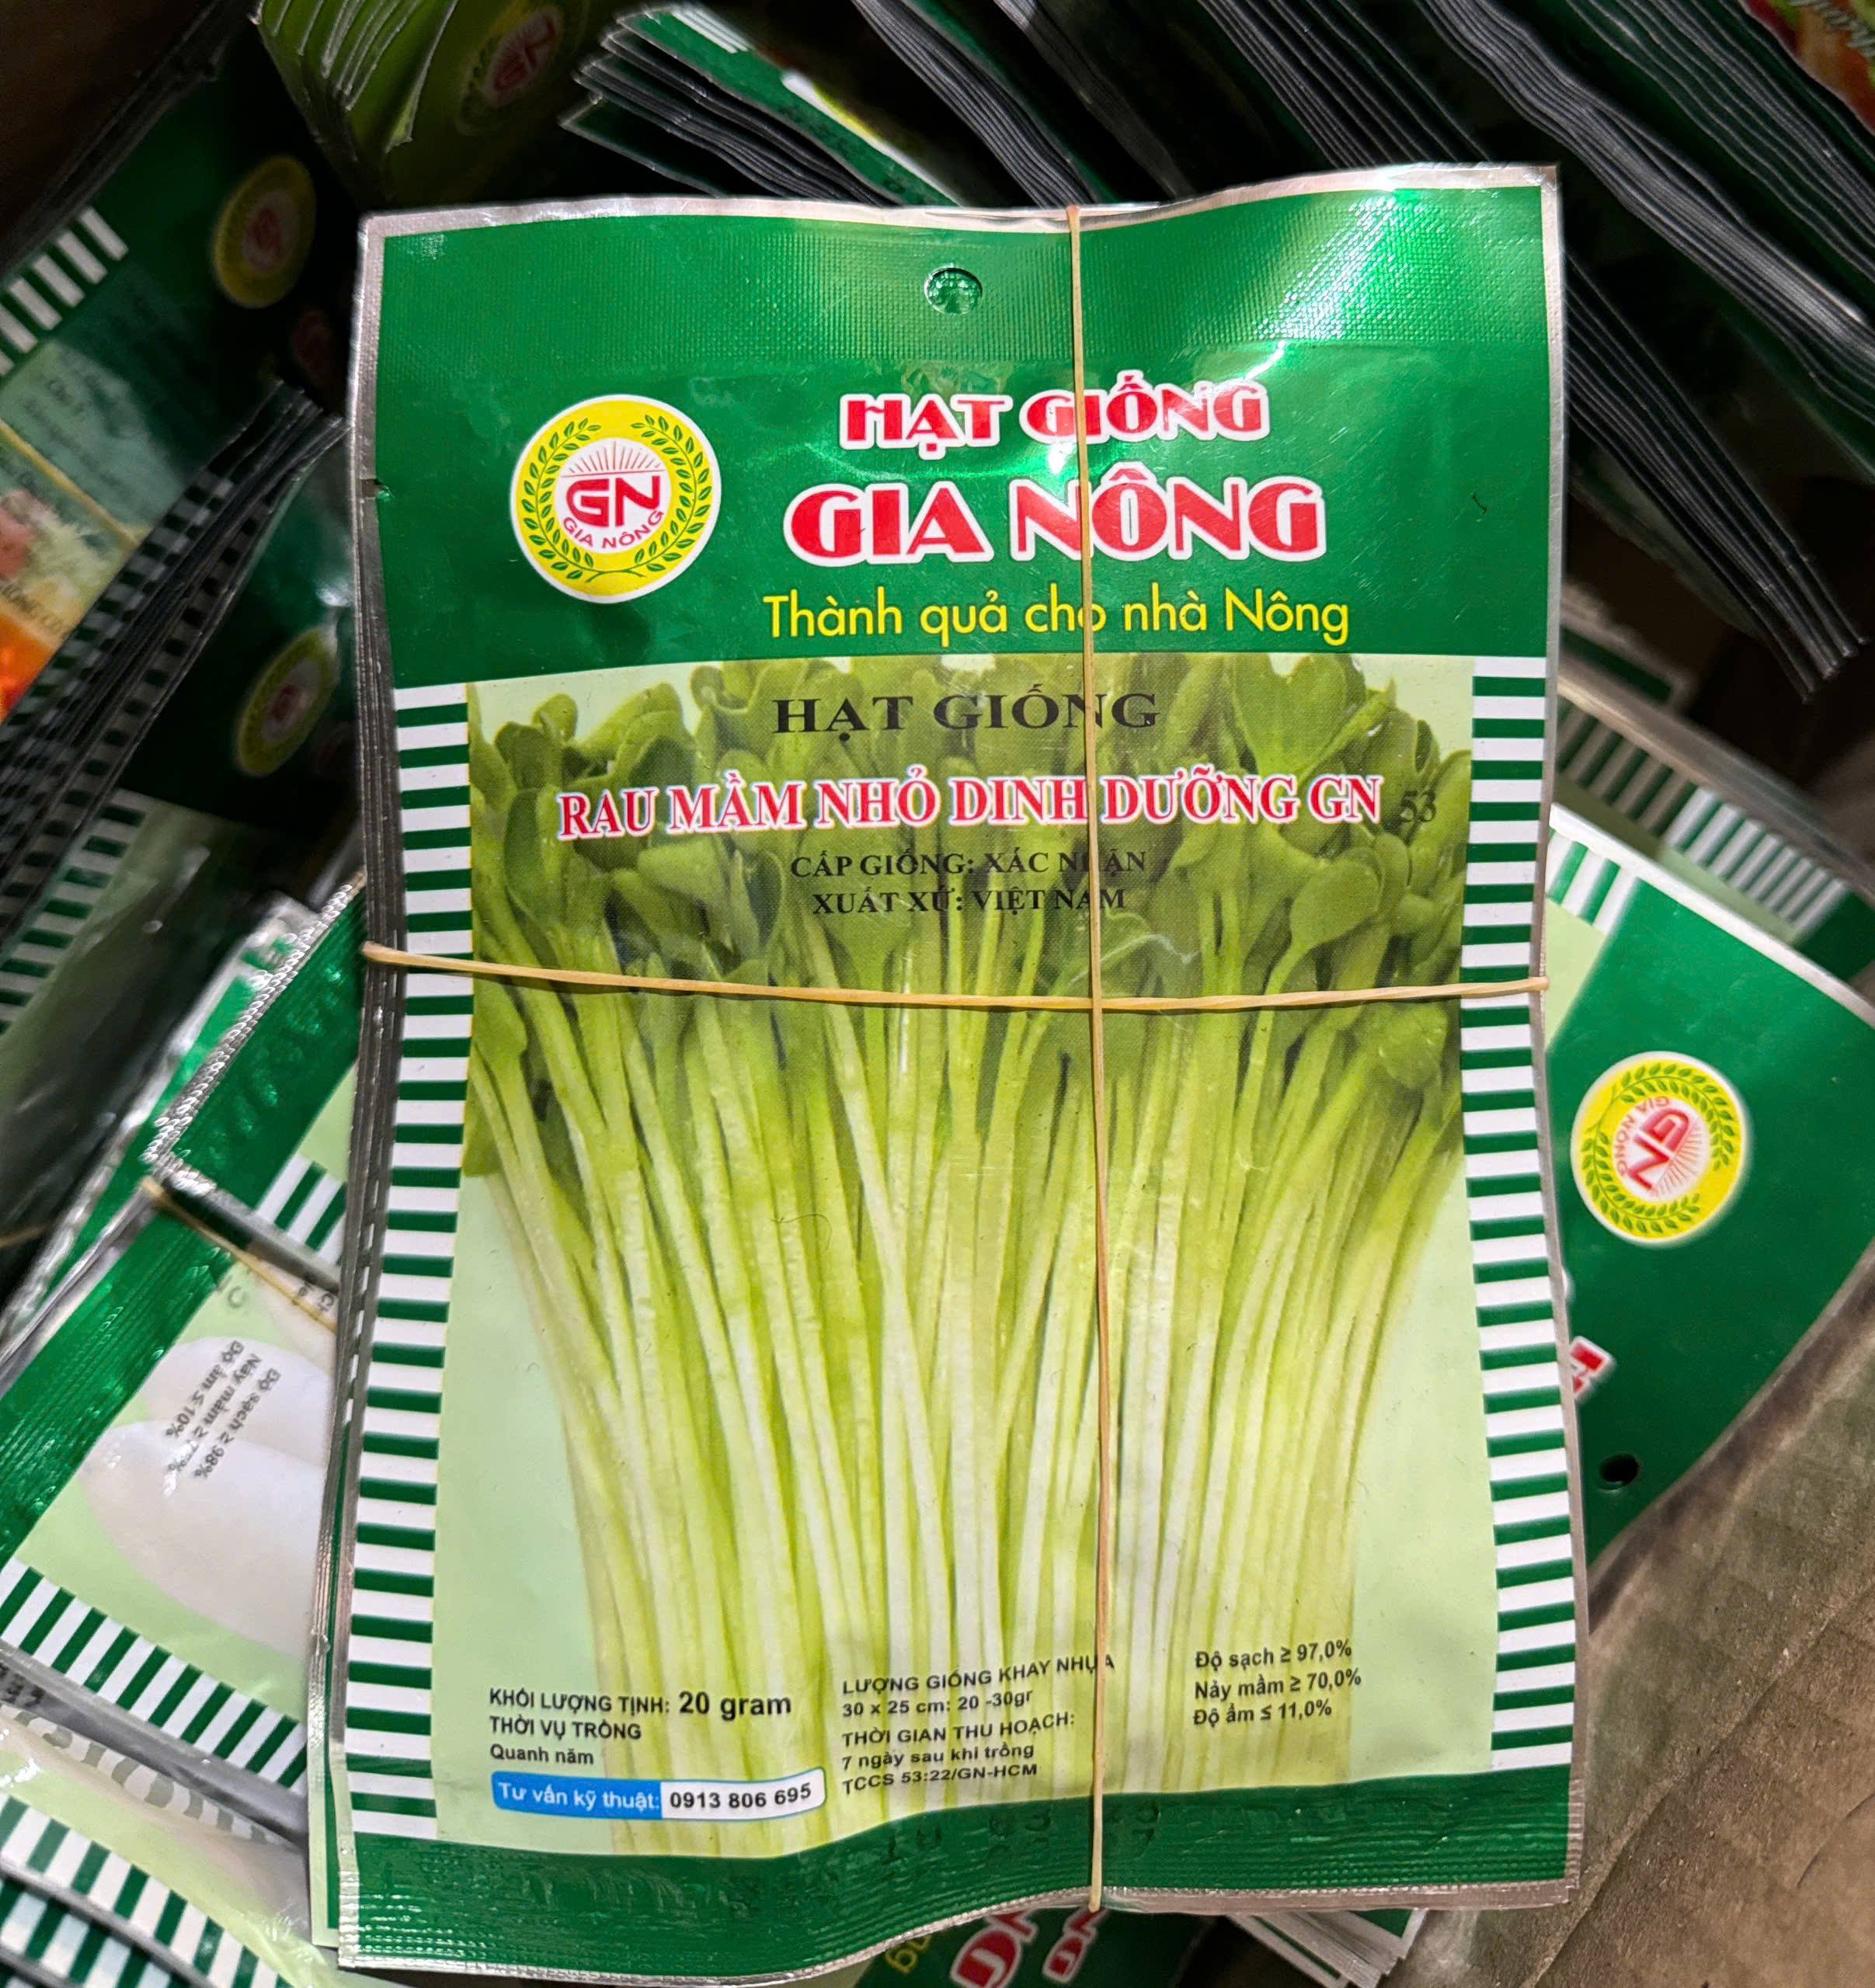 HẠT GIỐNG
GIA NÔNG
Thành quả cho nhà Nông
GN
GIA NÔNG
HẠT GIỐNG
RAU MẦM NHỎ DINH DƯỠNG GN 53
CẤP GIỐNG: XÁC NHẬN
XUẤT XỨ: VIỆT NAM
KHỐI LƯỢNG TỊNH: 20 gram
THỜI VỤ TRỒNG
Quanh năm
Tư vấn kỹ thuật: 0913 806 695
LƯỢNG GIỐNG KHAY NHỰA
30 x 25 cm: 20 -30gr
THỜI GIAN THU HOẠCH:
7 ngày sau khi trồng
TCCS 53:22/GN-HCM
Độ sạch ≥ 97,0%
Nảy mầm ≥ 70,0%
Độ ẩm ≤ 11,0%
GN
GIA NÔNG
Độ sạch ≥ 98%
Nảy mầm ≥
Độ ẩm ≤ 10%
GN